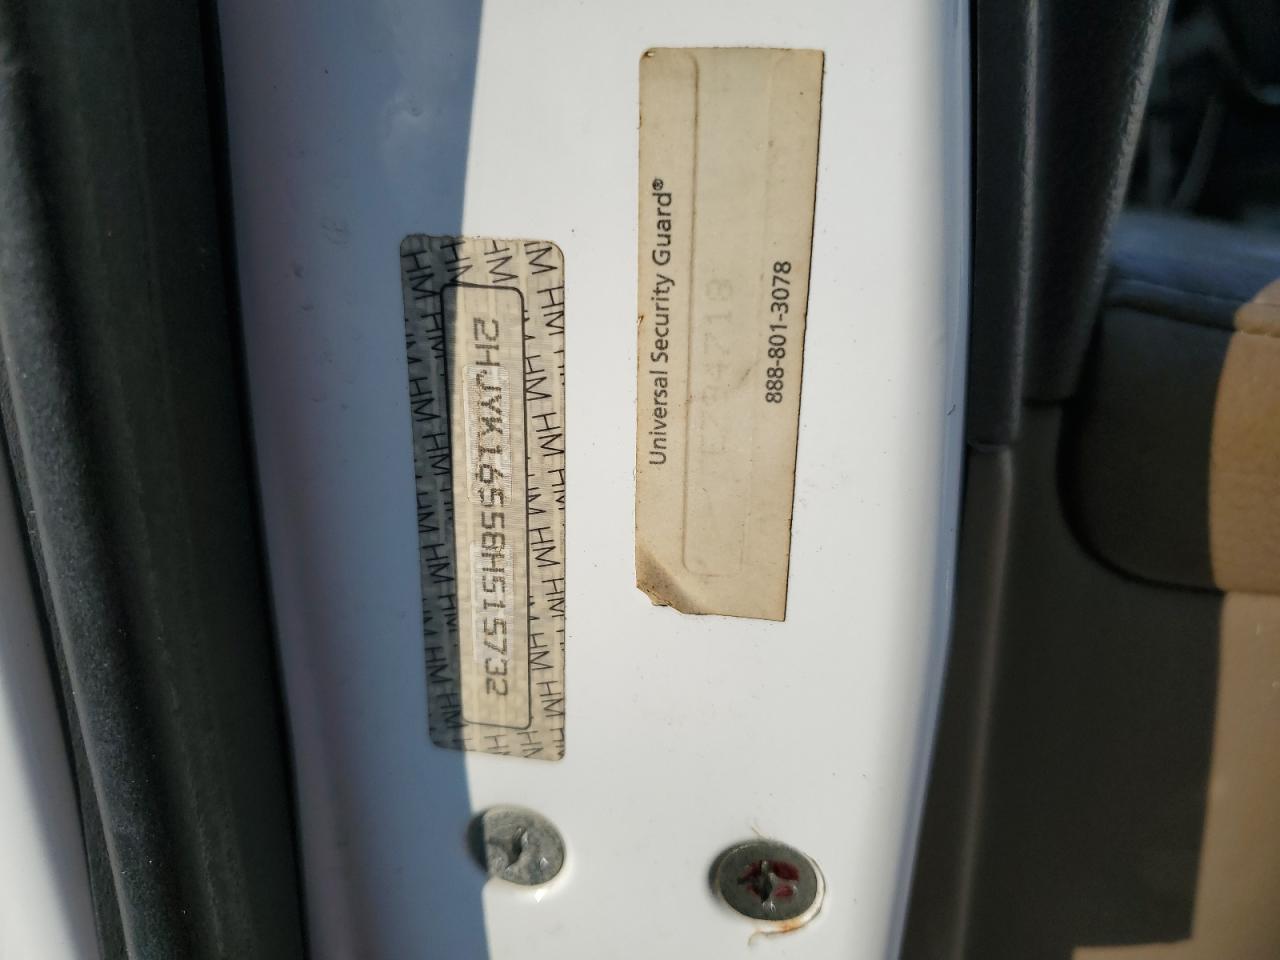 2HJYK16558H515732
Universal Security Guard®
888-801-3078